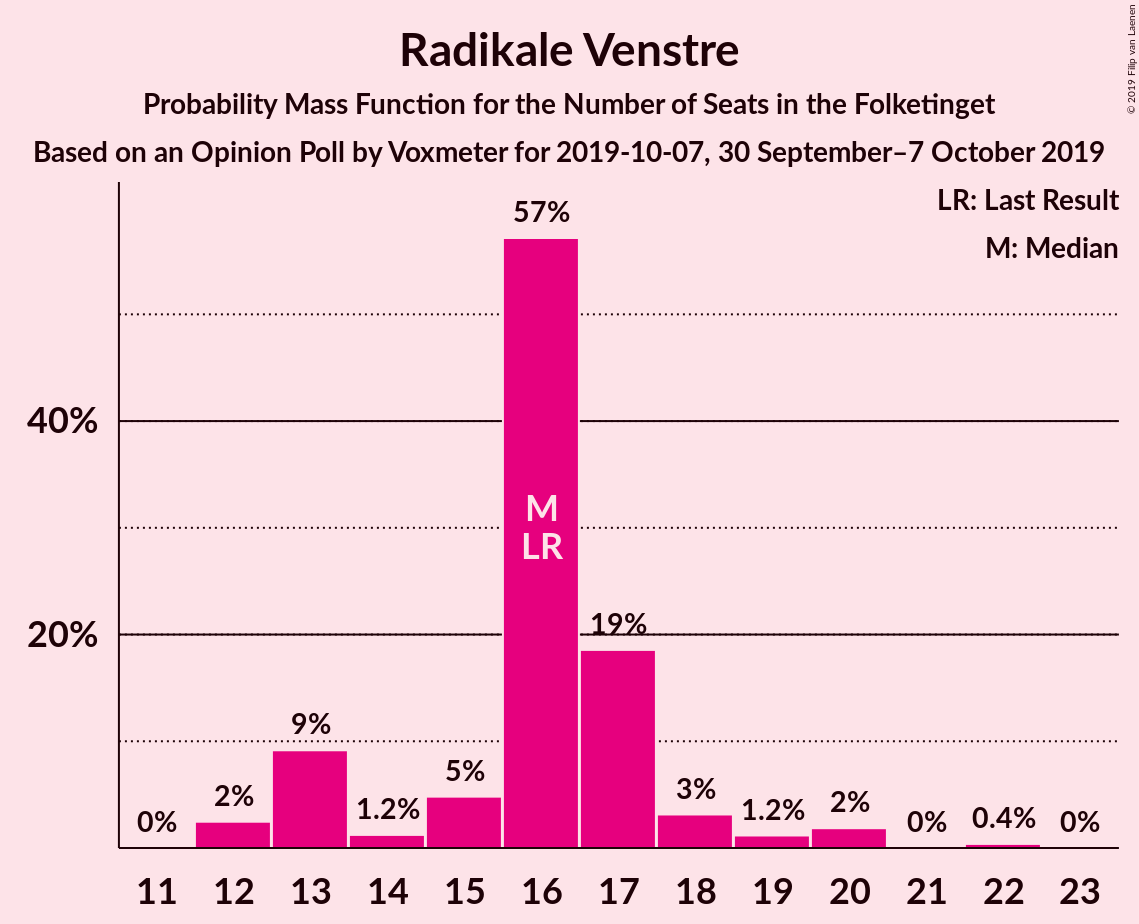 Radikale Venstre
Probability Mass Function for the Number of Seats in the Folketinget
Based on an Opinion Poll by Voxmeter for 2019-10-07, 30 September–7 October 2019
© 2019 Filip van Laenen
LR: Last Result
M: Median
57%
40%
M
LR
20%
19%
9%
5%
3%
2%
2%
1.2%
1.2%
0%
0%
0.4%
0%
11 12 13 14 15 16 17 18 19 20 21 22 23